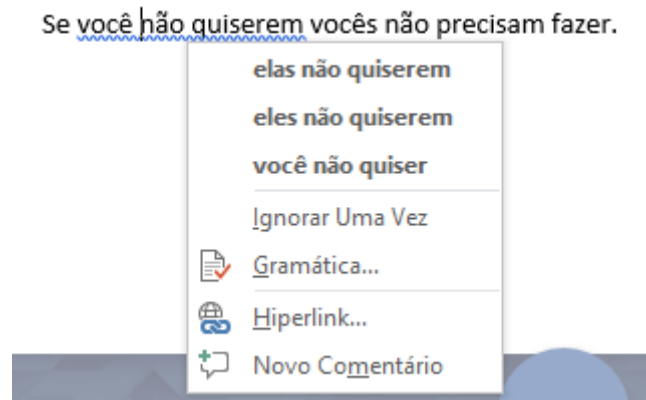 Se você não quiserem vocês não precisam fazer.
elas não quiserem
eles não quiserem
você não quiser
Ignorar Uma Vez
Gramática...
Hiperlink...
Novo Comentário